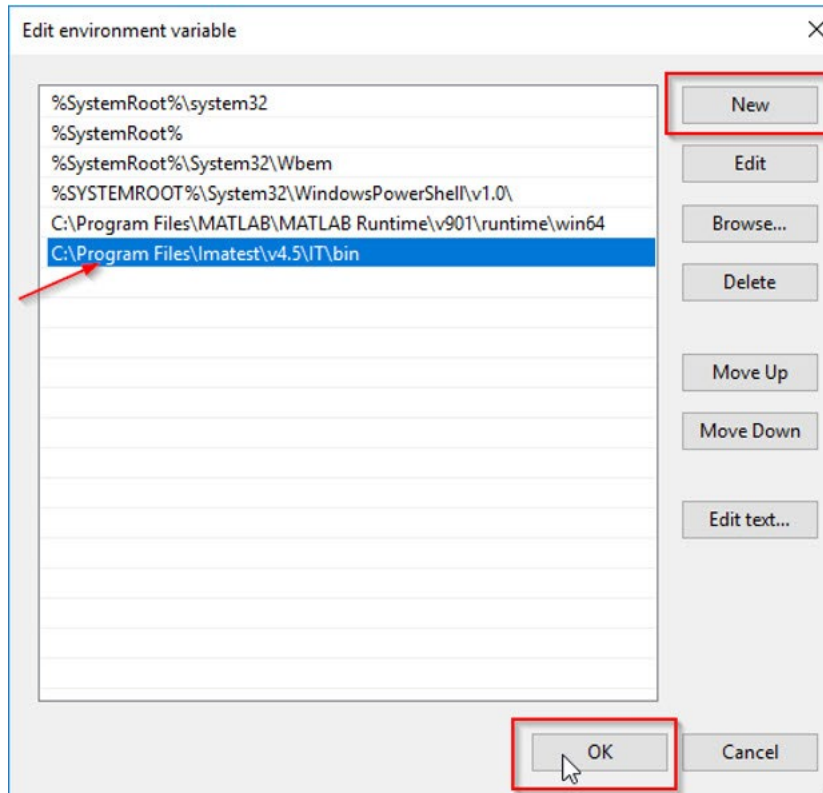 Edit environment variable
%SystemRoot%\system32
%SystemRoot%
%SystemRoot%\System32\Wbem
%SYSTEMROOT%\System32\WindowsPowerShell\v1.0\
C:\Program Files\MATLAB\MATLAB Runtime\v901\runtime\win64
C:\Program Files\Imatest\v4.5\IT\bin
New
Edit
Browse...
Delete
Move Up
Move Down
Edit text...
OK
Cancel